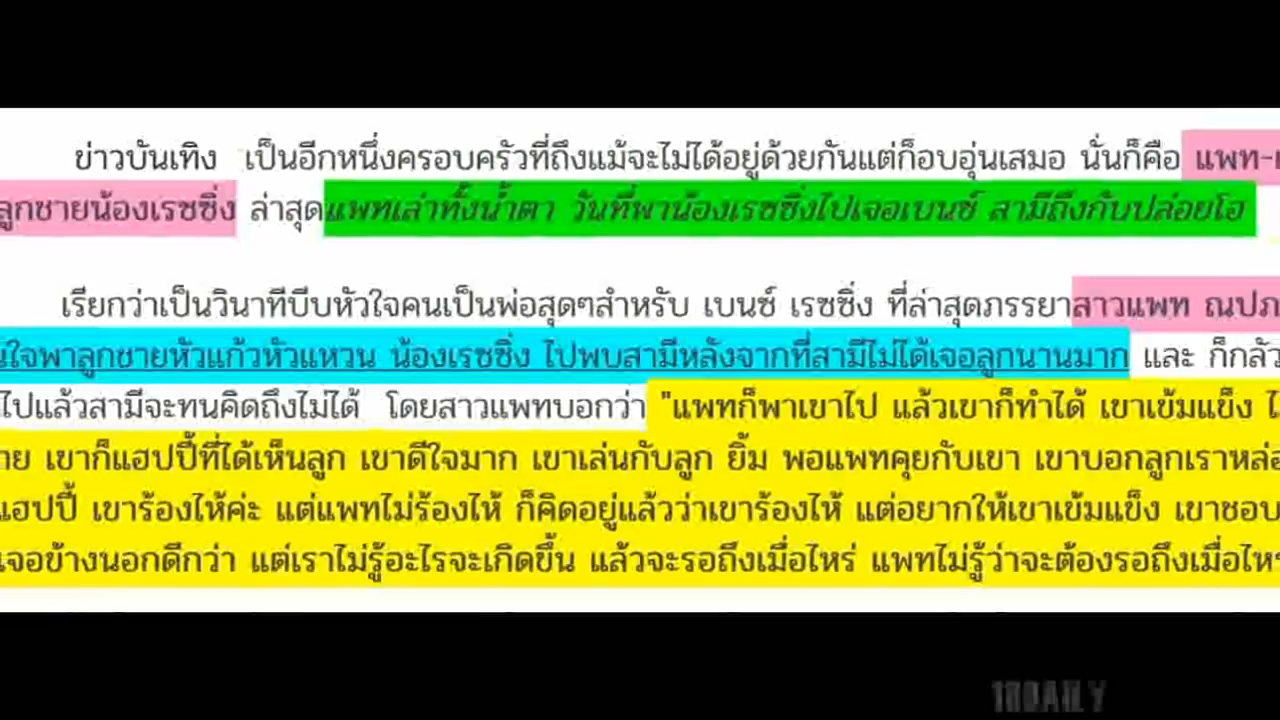 ข่าวบันเทิง เป็นอีกหนึ่งครอบครัวที่ถึงแม้จะไม่ได้อยู่ด้วยกันแต่ก็อบอุ่นเสมอ นั่นก็คือ แพท-
ลูกชายน้องเรซซิ่ง ล่าสุดแพทเล่าทั้งน้ำตา วันที่พาน้องเรซซิ่งไปเจอเบนซ์ สามีถึงกับปล่อยโฮ
เรียกว่าเป็นวินาทีบีบหัวใจคนเป็นพ่อสุดๆสำหรับ เบนซ์ เรซซิ่ง ที่ล่าสุดภรรยาสาวแพท ณปภ
นใจพาลูกชายหัวแก้วหัวแหวน น้องเรซซิ่ง ไปพบสามีหลังจากที่สามีไม่ได้เจอลูกนานมาก และ ก็กลัว
ไปแล้วสามีจะทนคิดถึงไม่ได้ โดยสาวแพทบอกว่า "แพทก็พาเขาไป แล้วเขาก็ทำได้ เขาเข้มแข็ง
าย เขาก็แฮปปี้ที่ได้เห็นลูก เขาดีใจมาก เขาเล่นกับลูก ยิ้ม พอแพทคุยกับเขา เขาบอกลูกเราหล่อ
แฮปปี้ เขาร้องไห้ค่ะ แต่แพทไม่ร้องไห้ ก็คิดอยู่แล้วว่าเขาร้องไห้ แต่อยากให้เขาเข้มแข็ง เขาชอบ
เจอข้างนอกดีกว่า แต่เราไม่รู้อะไรจะเกิดขึ้น แล้วจะรอถึงเมื่อไหร่ แพทไม่รู้ว่าจะต้องรอถึงเมื่อไหร